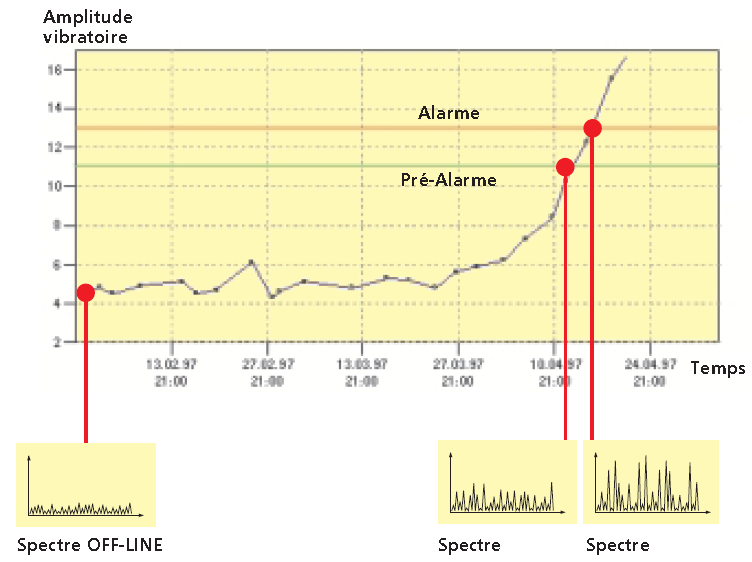 Amplitude
vibratoire
16
14
12
10
8
6
4
2
Alarme
Pré-Alarme
13.02.97
21:00
27.02.97
21:00
13.03.97
21:00
27.03.97
21:00
10.04.97
21:00
24.04.97
21:00
Temps
Spectre OFF-LINE
Spectre
Spectre